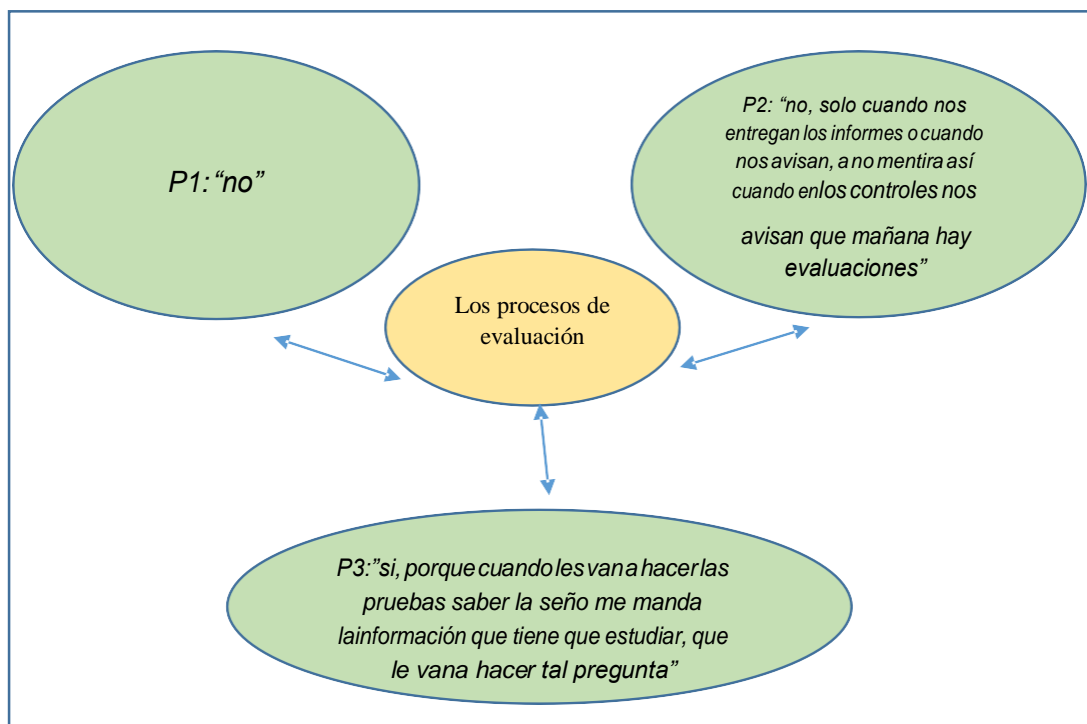 P1: “no”
P2: “no, solo cuando nos
entregan los informes o cuando
nos avisan, a no mentira así
cuando enlos controles nos
avisan que mañana hay
evaluaciones”
Los procesos de
evaluación
P3:”si, porque cuando les van a hacer las
pruebas saber la seño me manda
lainformación que tiene que estudiar, que
le vana hacer tal pregunta”